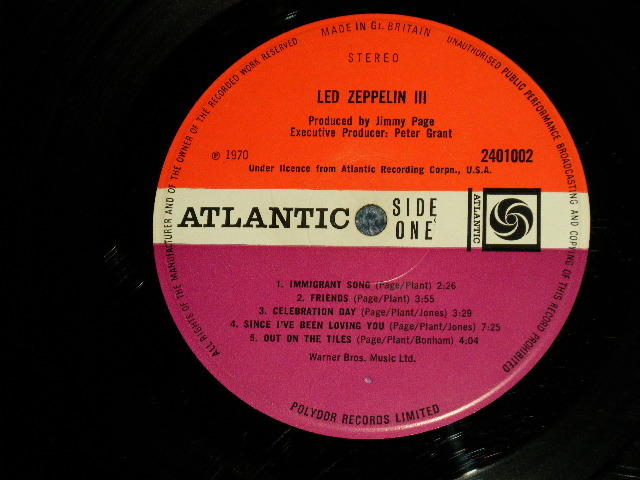 MADE IN Gt. BRITAIN
UNAUTHORISED PUBLIC PERFORMANCE BROADCASTING AND COPYING OF THIS RECORD PROHIBITED
ALL RIGHTS OF THE MANUFACTURER AND OF THE OWNER OF THE RECORDED WORK RESERVED
STEREO
LED ZEPPELIN III
Produced by Jimmy Page
Executive Producer: Peter Grant
℗ 1970
2401002
Under licence from Atlantic Recording Corpn., U.S.A.
ATLANTIC
SIDE
ONE
ATLANTIC
1. IMMIGRANT SONG (Page/Plant) 2:26
2. FRIENDS (Page/Plant) 3:55
3. CELEBRATION DAY (Page/Plant/Jones) 3:29
4. SINCE I'VE BEEN LOVING YOU (Page/Plant/Jones) 7:25
5. OUT ON THE TILES (Page/Plant/Bonham) 4:04
Warner Bros. Music Ltd.
POLYDOR RECORDS LIMITED